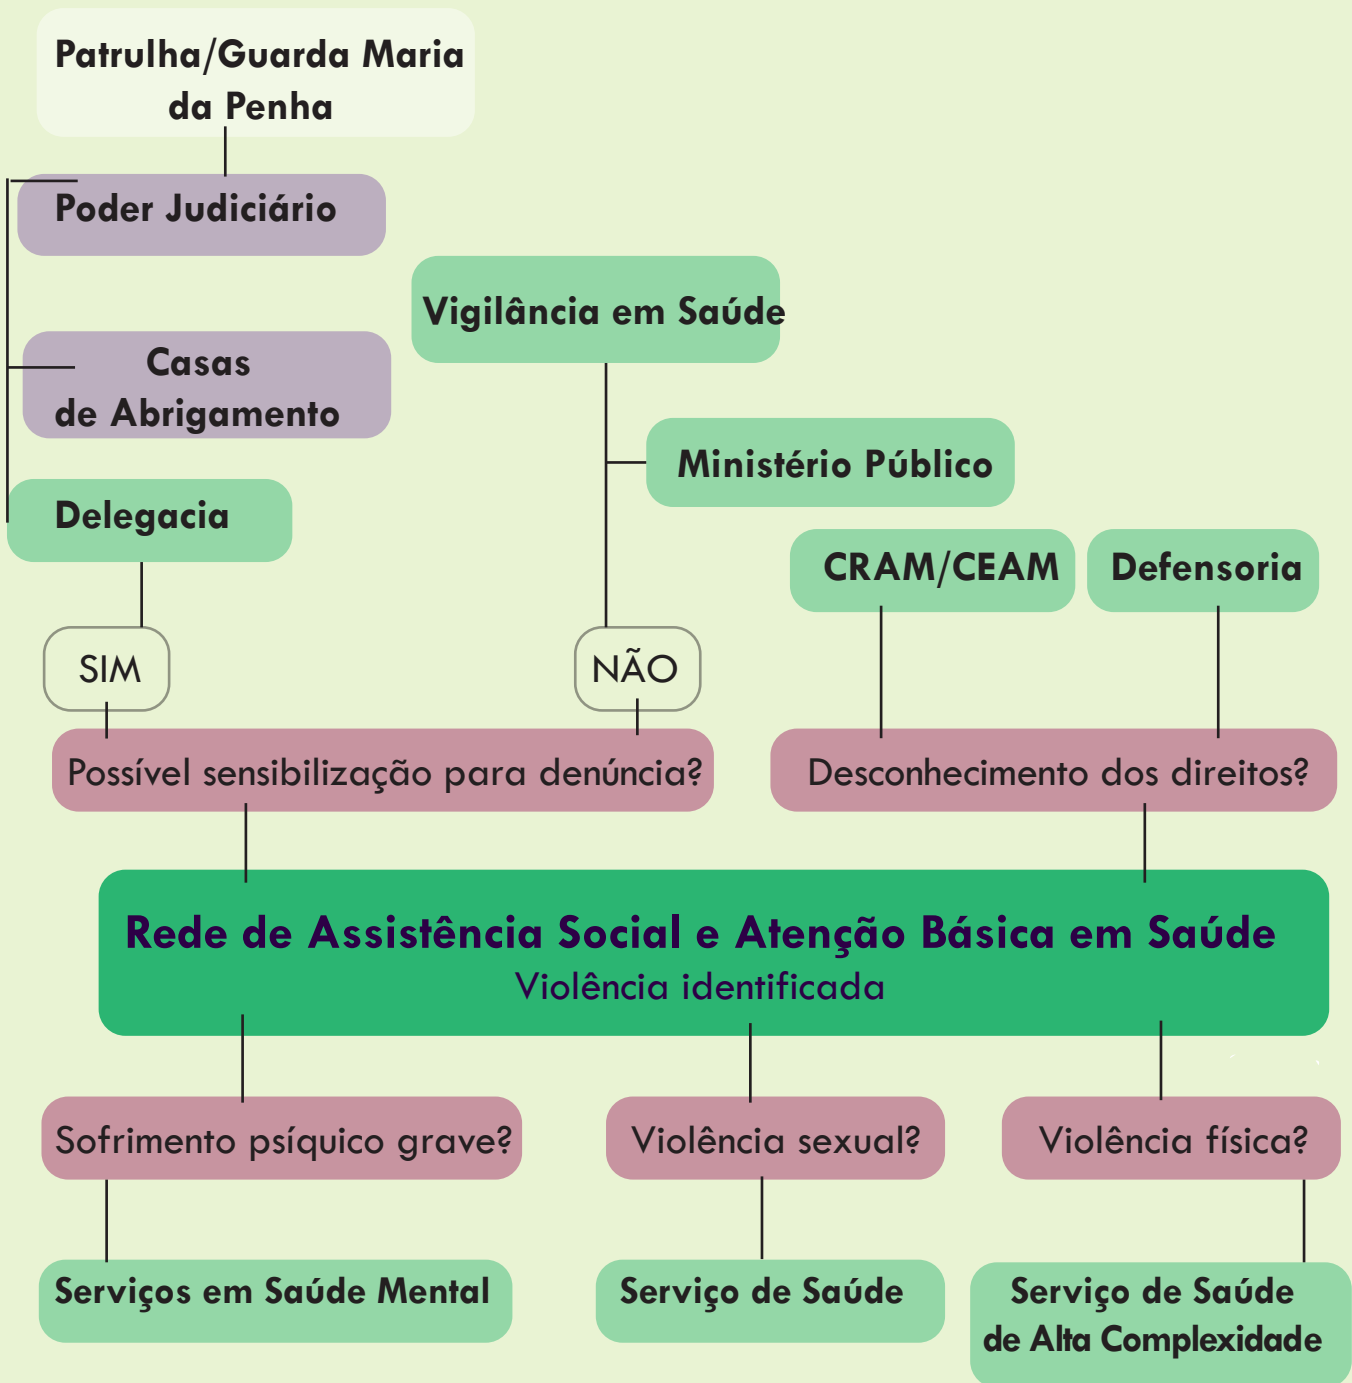 Patrulha/Guarda Maria
da Penha
Poder Judiciário
Vigilância em Saúde
Casas
de Abrigamento
Ministério Público
Delegacia
CRAM/CEAM
Defensoria
SIM
NÃO
Possível sensibilização para denúncia?
Desconhecimento dos direitos?
Rede de Assistência Social e Atenção Básica em Saúde
Violência identificada
Sofrimento psíquico grave?
Violência sexual?
Violência física?
Serviços em Saúde Mental
Serviço de Saúde
Serviço de Saúde
de Alta Complexidade